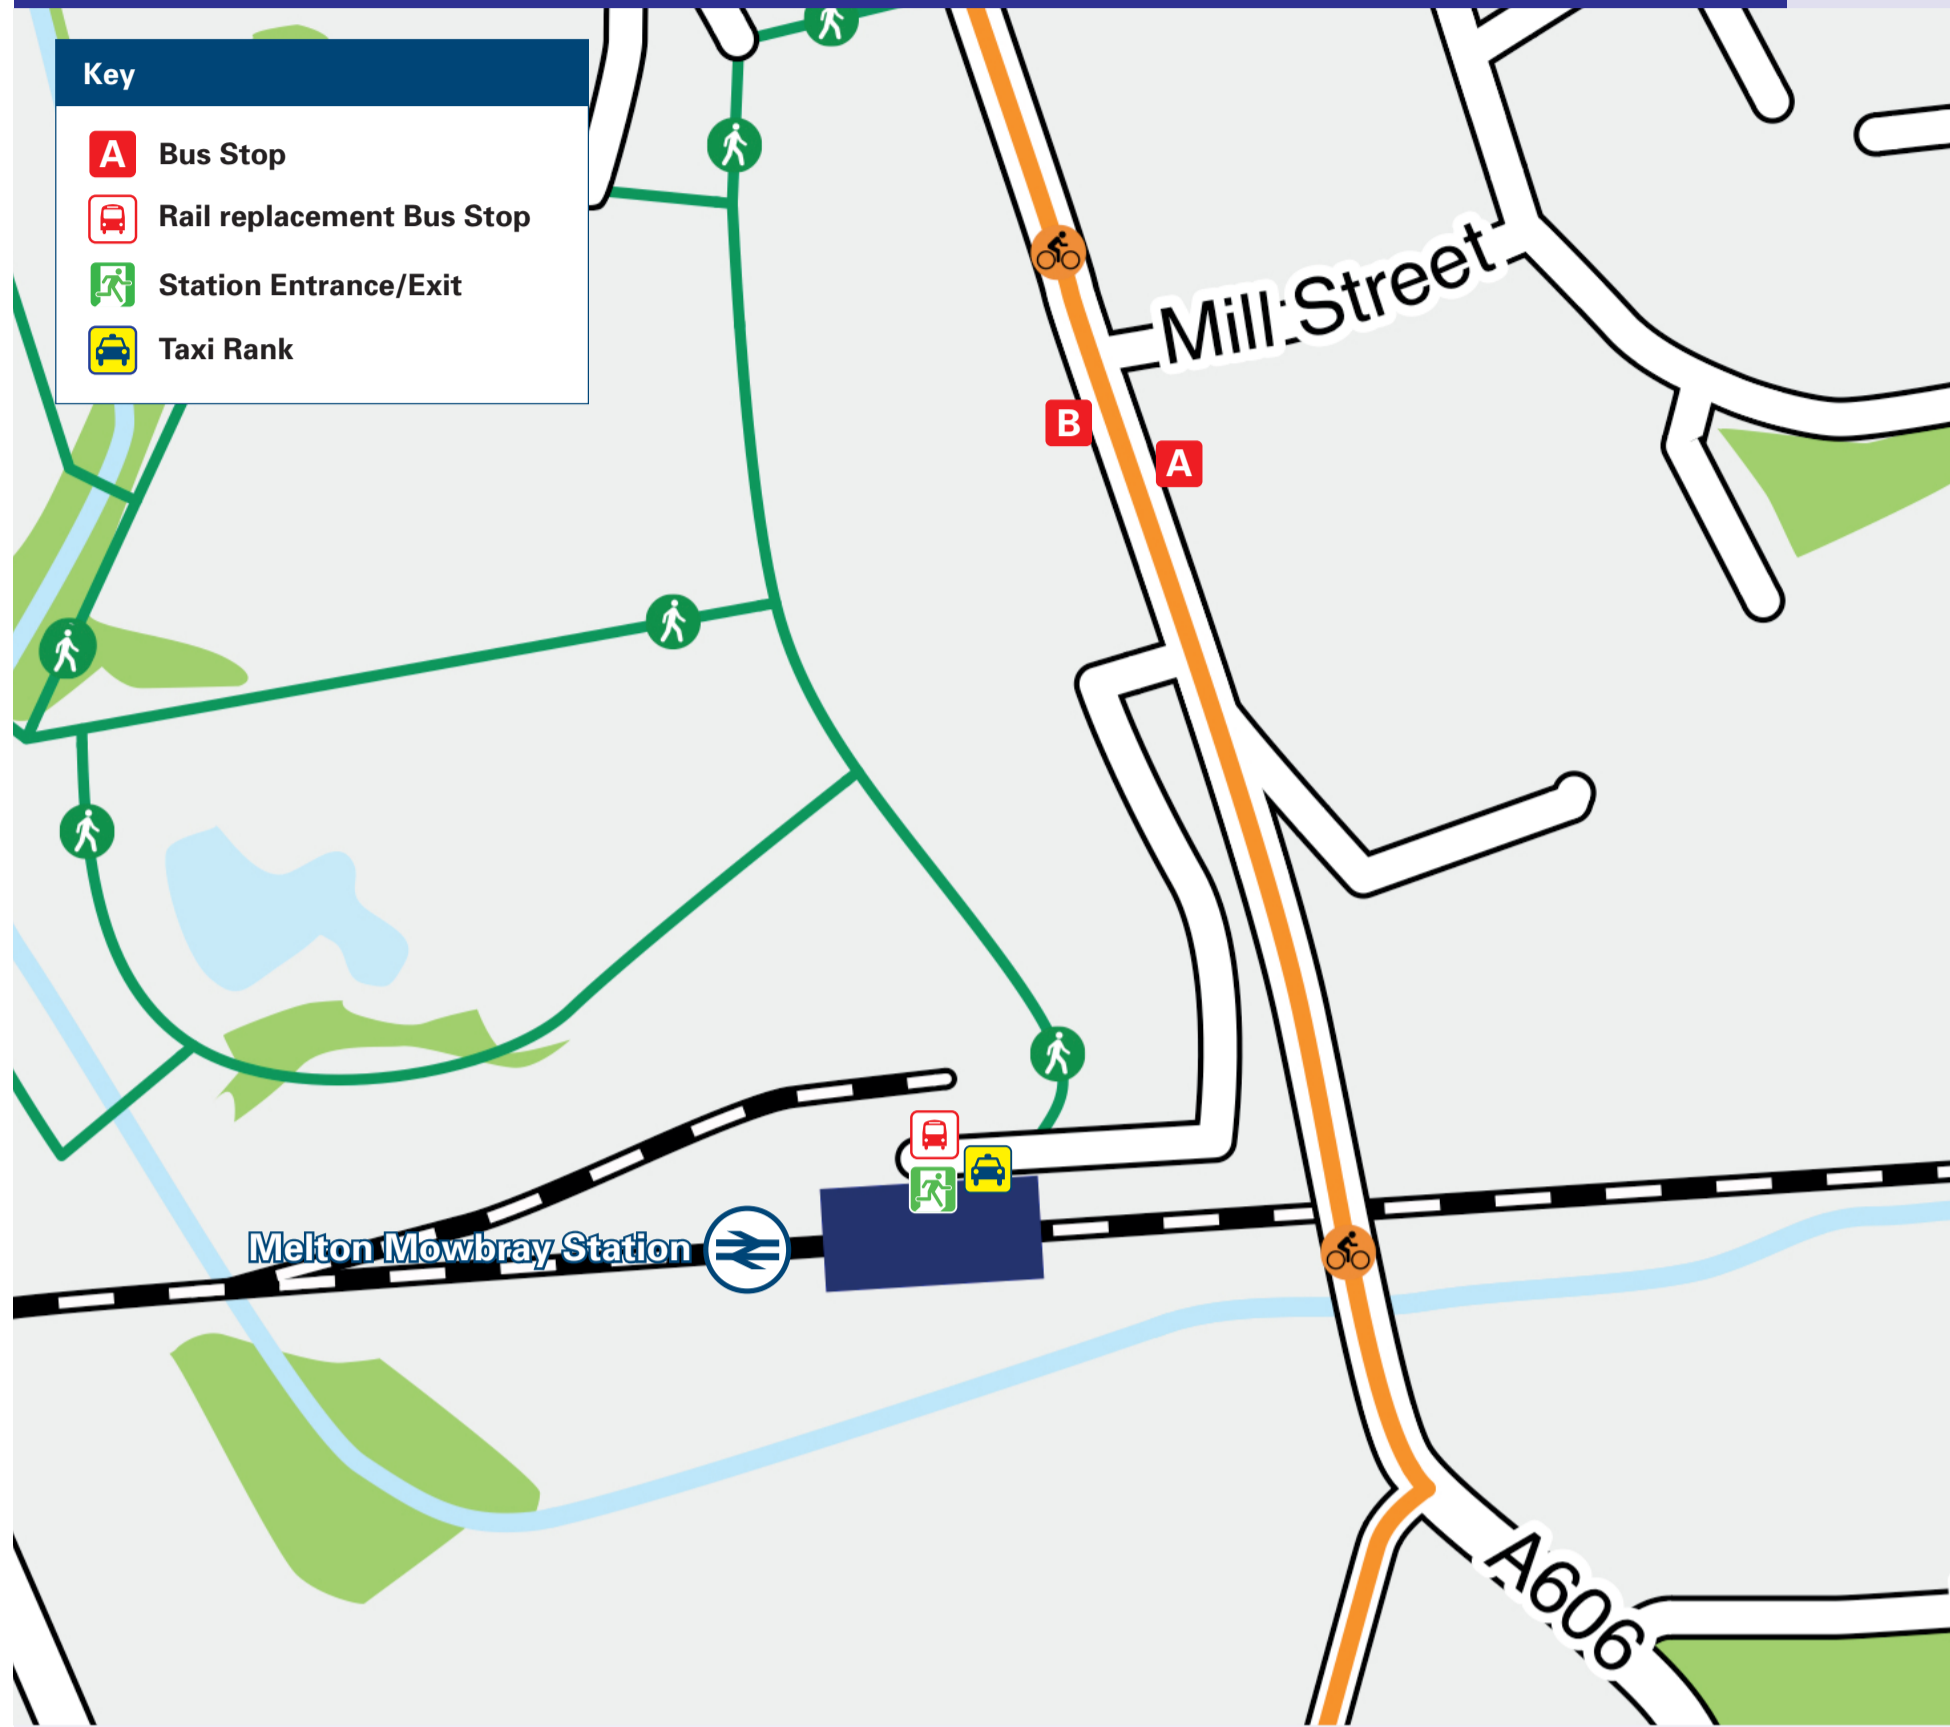 Key
A Bus Stop
Rail replacement Bus Stop
Station Entrance/Exit
Taxi Rank
Mill Street
B
A
Melton Mowbray Station
A606